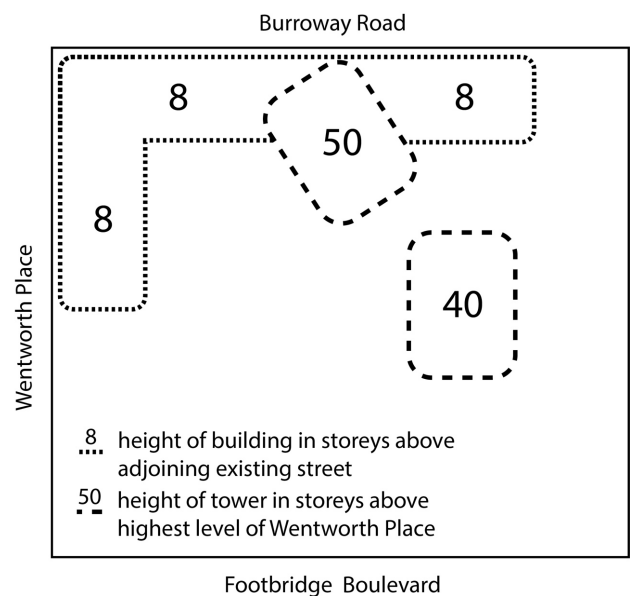 Burroway Road
8
8
50
8
40
Wentworth Place
8 height of building in storeys above
adjoining existing street
50 height of tower in storeys above
highest level of Wentworth Place
Footbridge Boulevard